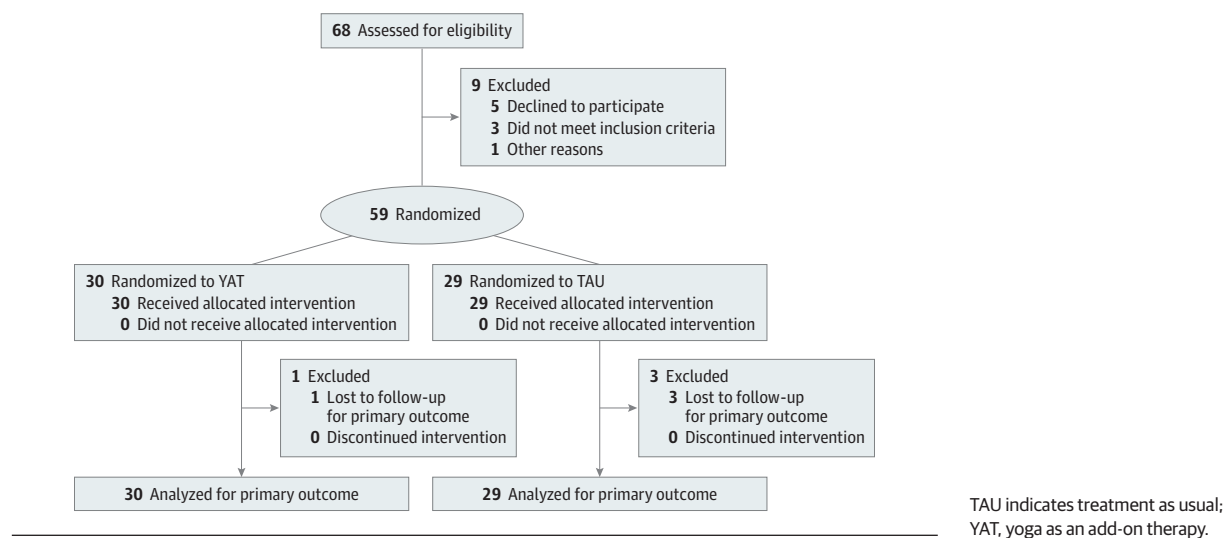 68 Assessed for eligibility
9 Excluded
5 Declined to participate
3 Did not meet inclusion criteria
1 Other reasons
59 Randomized
30 Randomized to YAT
30 Received allocated intervention
0 Did not receive allocated intervention
29 Randomized to TAU
29 Received allocated intervention
0 Did not receive allocated intervention
1 Excluded
1 Lost to follow-up
for primary outcome
0 Discontinued intervention
3 Excluded
3 Lost to follow-up
for primary outcome
0 Discontinued intervention
30 Analyzed for primary outcome
29 Analyzed for primary outcome
TAU indicates treatment as usual;
YAT, yoga as an add-on therapy.